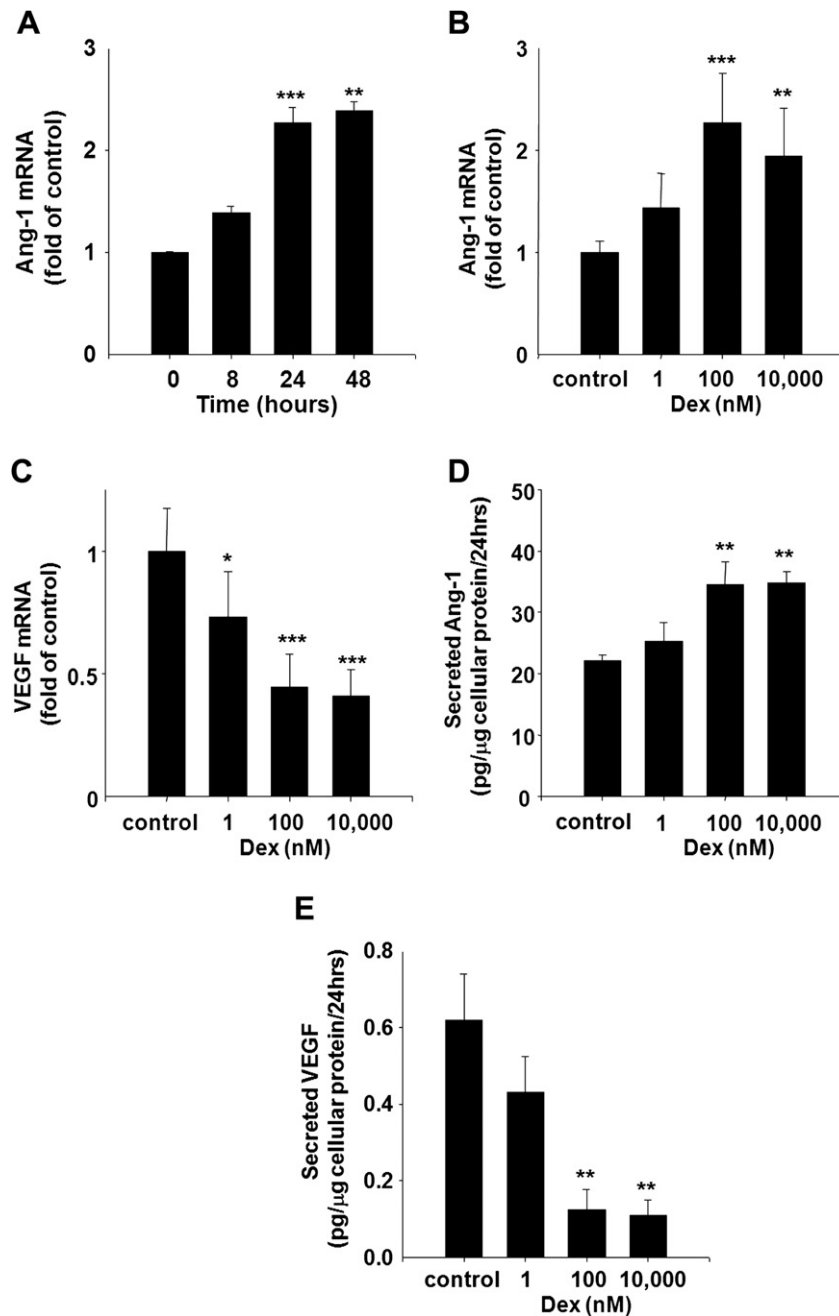 A
Ang-1 mRNA
(fold of control)
3
2
1
0
***
**
0 8 24 48
Time (hours)
B
Ang-1 mRNA
(fold of control)
3
2
1
0
***
**
control 1 100 10,000
Dex (nM)
C
VEGF mRNA
(fold of control)
1
0.5
0
*
***
***
control 1 100 10,000
Dex (nM)
D
Secreted Ang-1
(pg/µg cellular protein/24hrs)
50
40
30
20
10
0
**
**
control 1 100 10,000
Dex (nM)
E
Secreted VEGF
(pg/µg cellular protein/24hrs)
0.8
0.6
0.4
0.2
0.0
**
**
control 1 100 10,000
Dex (nM)